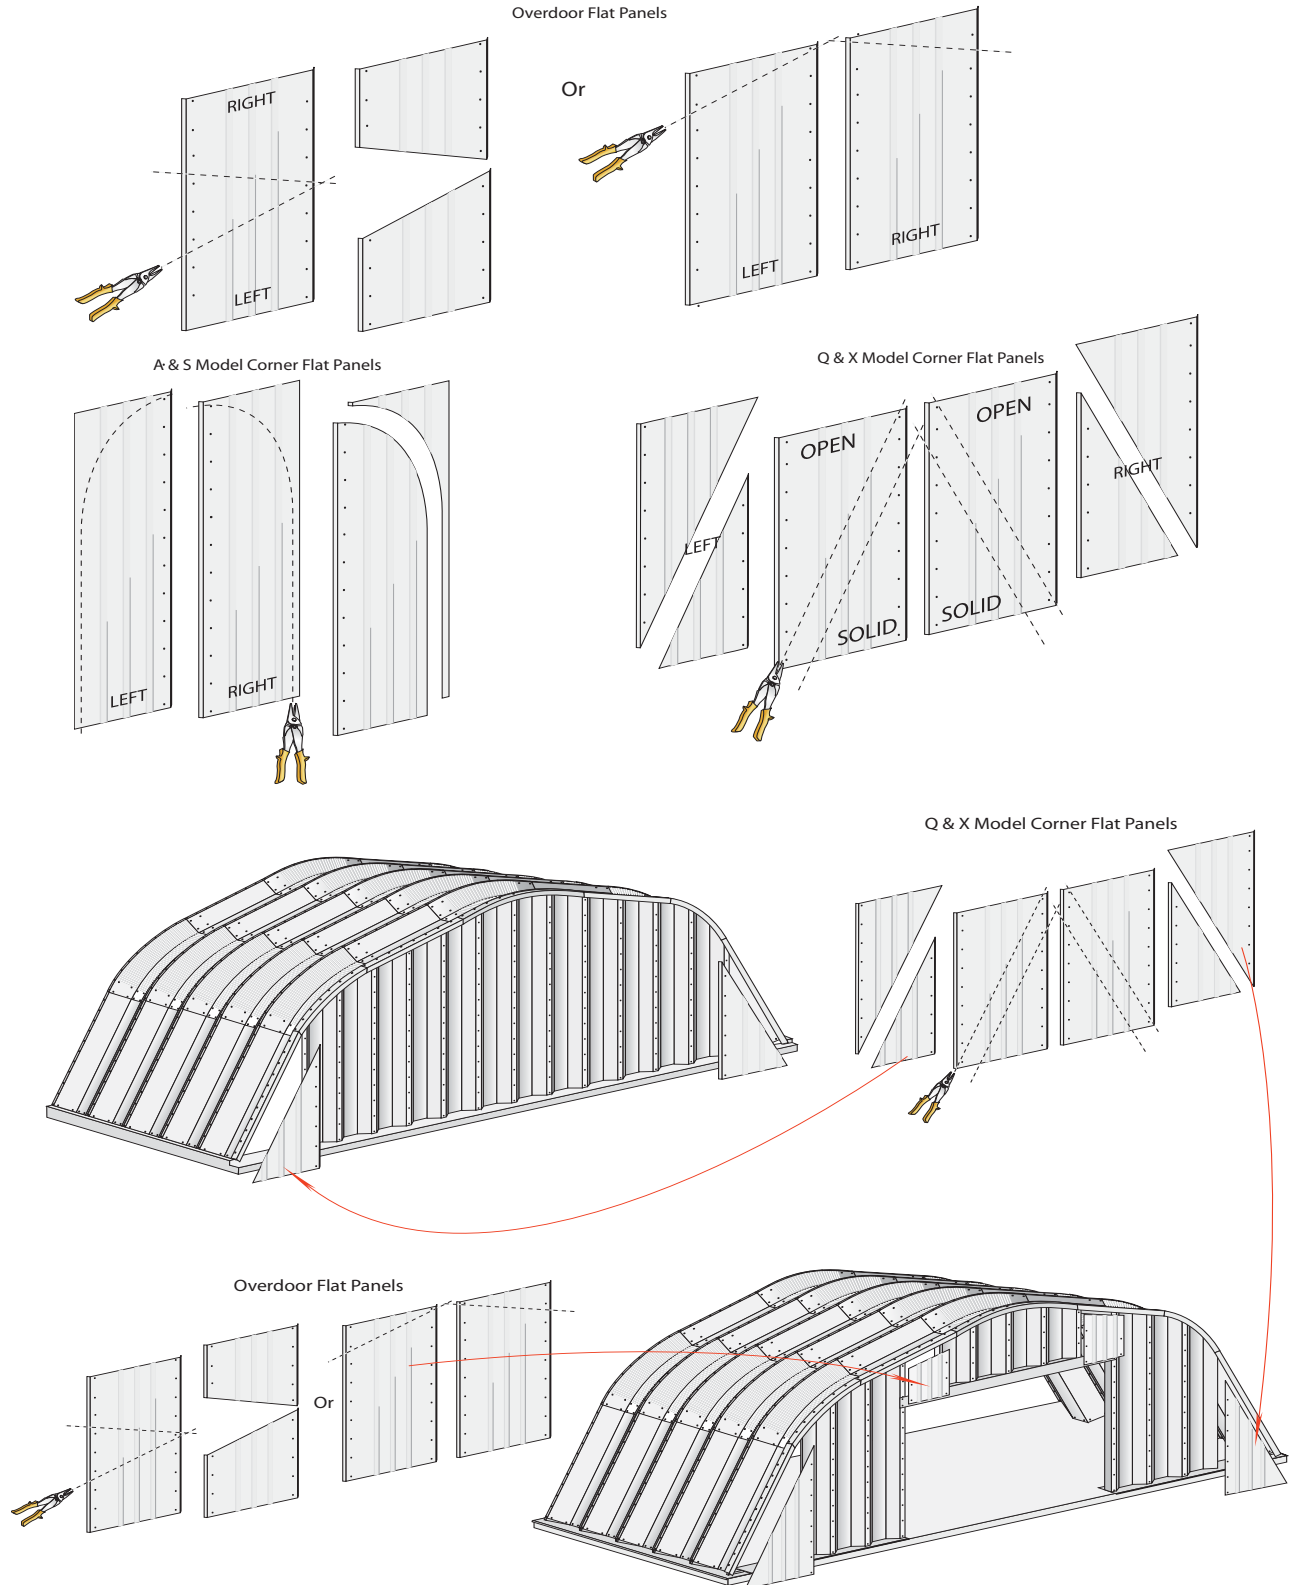 Overdoor Flat Panels
RIGHT
LEFT
Or
LEFT
RIGHT
A & S Model Corner Flat Panels
LEFT
RIGHT
Q & X Model Corner Flat Panels
LEFT
OPEN
SOLID
OPEN
SOLID
RIGHT
Q & X Model Corner Flat Panels
Overdoor Flat Panels
Or